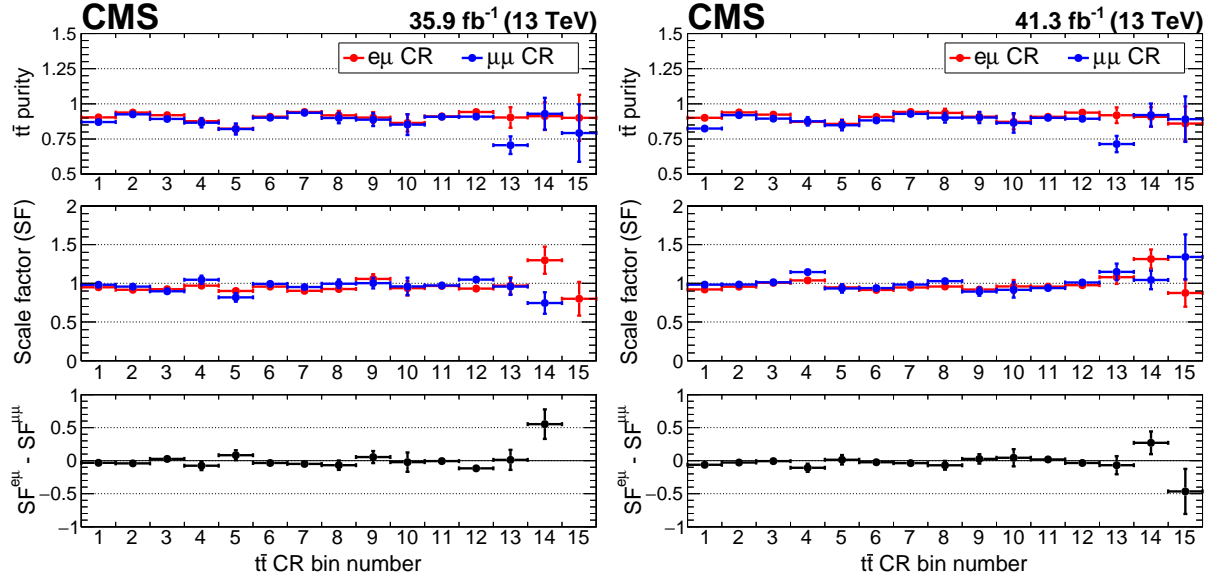 CMS 35.9 fb⁻¹ (13 TeV)
1.5
eμ CR μμ CR
1.25
1
0.75
0.5
tt̄ purity
1 2 3 4 5 6 7 8 9 10 11 12 13 14 15
2
1.5
1
0.5
0
Scale factor (SF)
1 2 3 4 5 6 7 8 9 10 11 12 13 14 15
1
0.5
0
−0.5
−1
SF^eμ - SF^μμ
1 2 3 4 5 6 7 8 9 10 11 12 13 14 15
tt̄ CR bin number
CMS 41.3 fb⁻¹ (13 TeV)
1.5
eμ CR μμ CR
1.25
1
0.75
0.5
tt̄ purity
1 2 3 4 5 6 7 8 9 10 11 12 13 14 15
2
1.5
1
0.5
0
Scale factor (SF)
1 2 3 4 5 6 7 8 9 10 11 12 13 14 15
1
0.5
0
−0.5
−1
SF^eμ - SF^μμ
1 2 3 4 5 6 7 8 9 10 11 12 13 14 15
tt̄ CR bin number